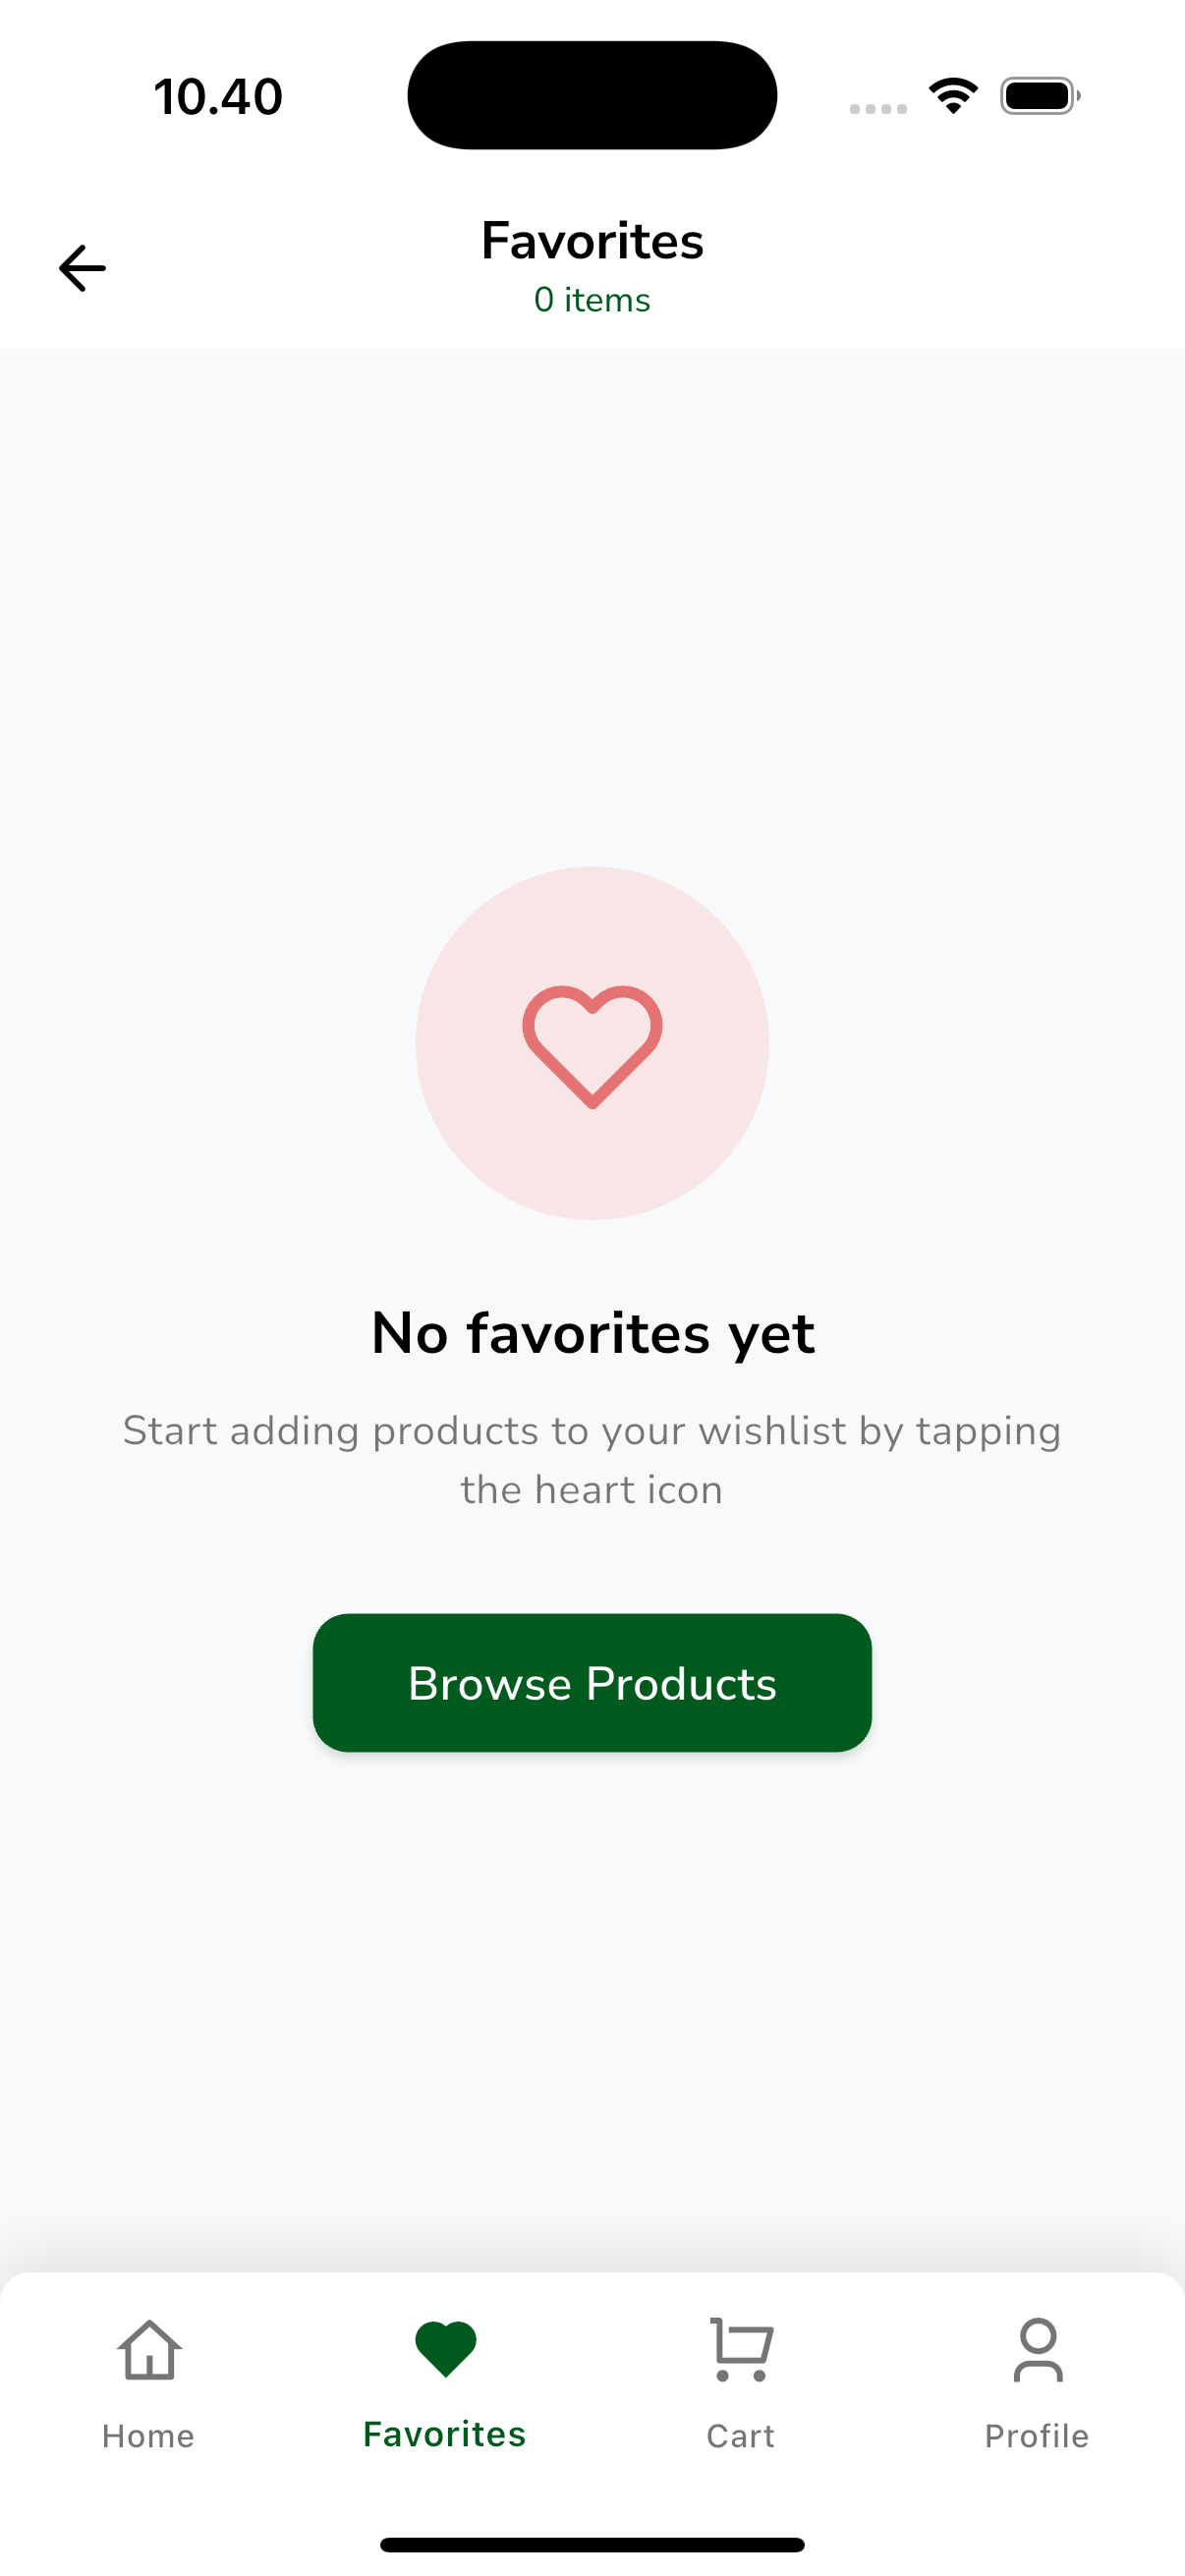 10.40
Favorites
0 items
No favorites yet
Start adding products to your wishlist by tapping
the heart icon
Browse Products
Home
Favorites
Cart
Profile